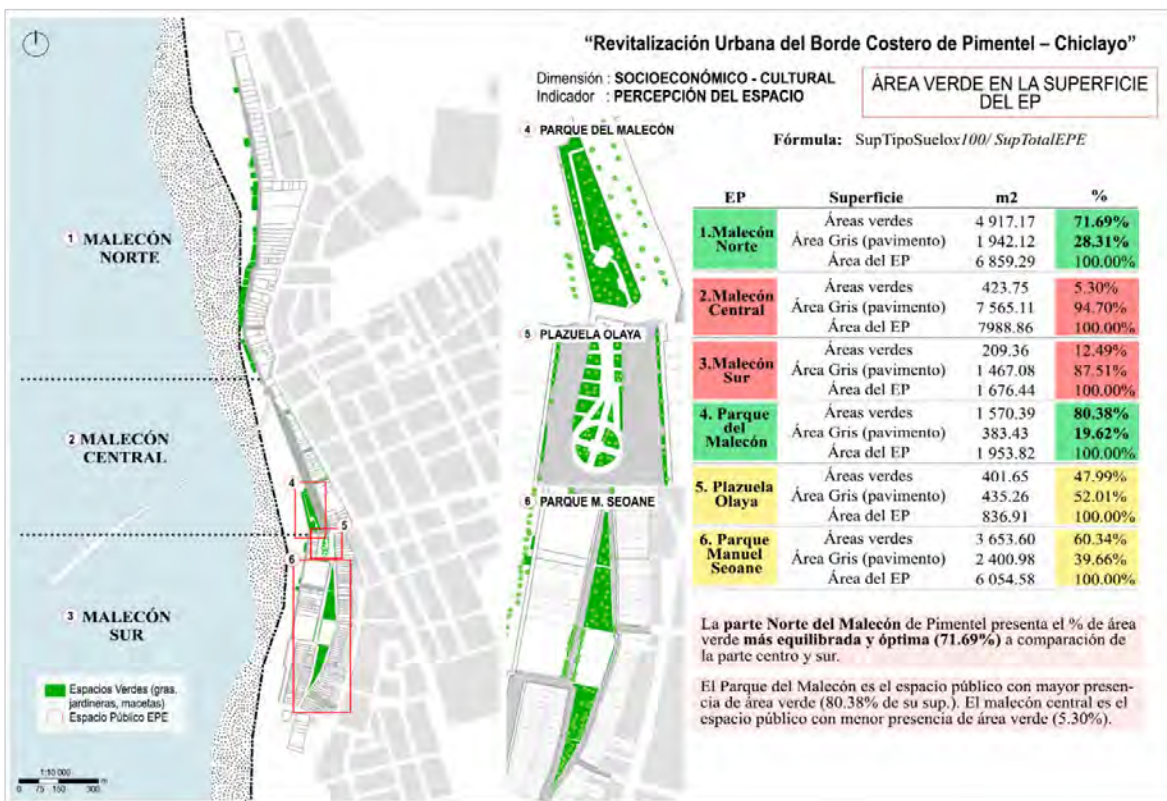 “Revitalización Urbana del Borde Costero de Pimentel – Chiclayo”
Dimensión : SOCIOECONÓMICO - CULTURAL
Indicador : PERCEPCIÓN DEL ESPACIO
ÁREA VERDE EN LA SUPERFICIE
DEL EP
Fórmula: SupTipoSuelox100/ SupTotalEPE
1 MALECÓN
NORTE
2 MALECÓN
CENTRAL
3 MALECÓN
SUR
4
5
6
Espacios Verdes (gras,
jardineras, macetas)
Espacio Público EPE
1:10 000
0 75 150 300 m
4 PARQUE DEL MALECÓN
5 PLAZUELA OLAYA
6 PARQUE M. SEOANE
EP Superficie m2 %
1.Malecón
Norte
Áreas verdes 4 917.17 71.69%
Área Gris (pavimento) 1 942.12 28.31%
Área del EP 6 859.29 100.00%
2.Malecón
Central
Áreas verdes 423.75 5.30%
Área Gris (pavimento) 7 565.11 94.70%
Área del EP 7988.86 100.00%
3.Malecón
Sur
Áreas verdes 209.36 12.49%
Área Gris (pavimento) 1 467.08 87.51%
Área del EP 1 676.44 100.00%
4. Parque
del
Malecón
Áreas verdes 1 570.39 80.38%
Área Gris (pavimento) 383.43 19.62%
Área del EP 1 953.82 100.00%
5. Plazuela
Olaya
Áreas verdes 401.65 47.99%
Área Gris (pavimento) 435.26 52.01%
Área del EP 836.91 100.00%
6. Parque
Manuel
Seoane
Áreas verdes 3 653.60 60.34%
Área Gris (pavimento) 2 400.98 39.66%
Área del EP 6 054.58 100.00%
La parte Norte del Malecón de Pimentel presenta el % de área
verde más equilibrada y óptima (71.69%) a comparación de
la parte centro y sur.
El Parque del Malecón es el espacio público con mayor presen-
cia de área verde (80.38% de su sup.). El malecón central es el
espacio público con menor presencia de área verde (5.30%).